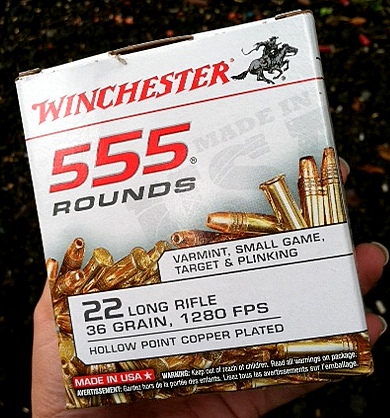 WINCHESTER
MADE IN
555®
ROUNDS
VARMINT, SMALL GAME,
TARGET & PLINKING
22 LONG RIFLE
36 GRAIN, 1280 FPS
HOLLOW POINT COPPER PLATED
MADE IN USA★
WARNING: Keep out of reach of children. Read all warnings on package.
AVERTISSEMENT: Gardez hors de la portée des enfants. Lisez tous les avertissements sur l'emballage.